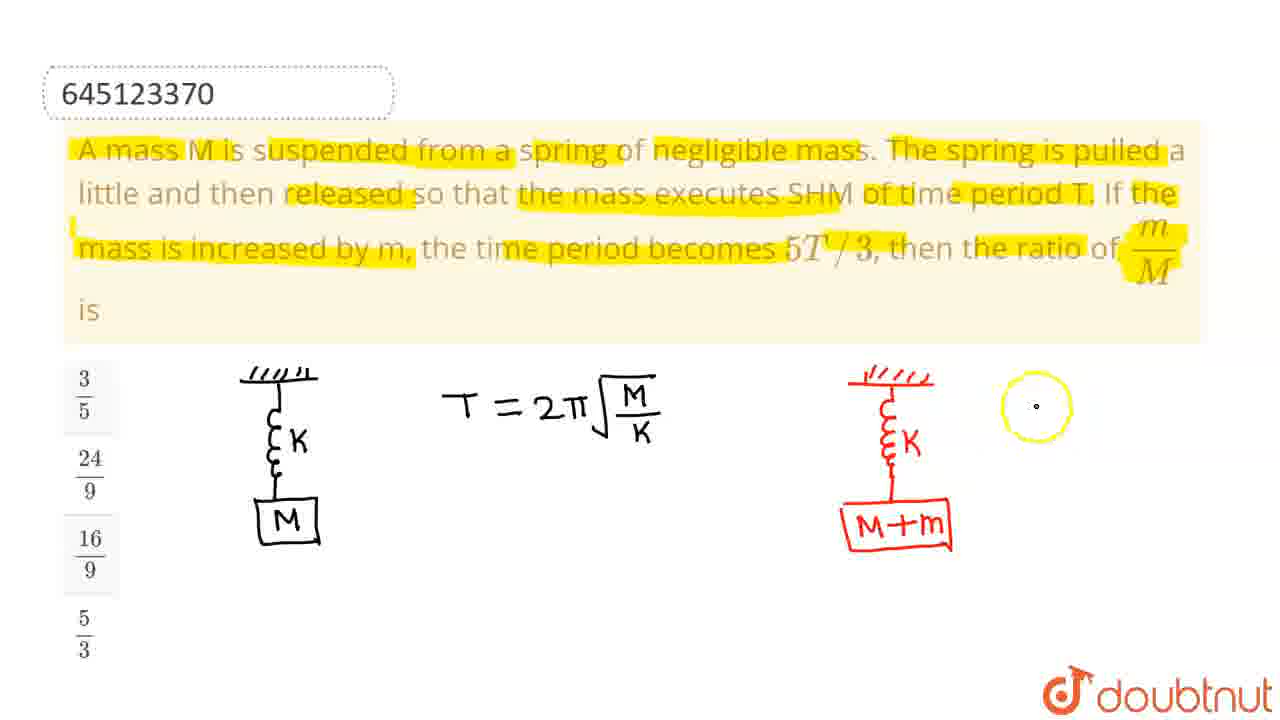 645123370
A mass M is suspended from a spring of negligible mass. The spring is pulled a
little and then released so that the mass executes SHM of time period T. If the
mass is increased by m, the time period becomes 5T/3, then the ratio of m/M
is
3/5
24/9
16/9
5/3
K
M
T = 2π√(M/K)
K
M+m
doubtnut